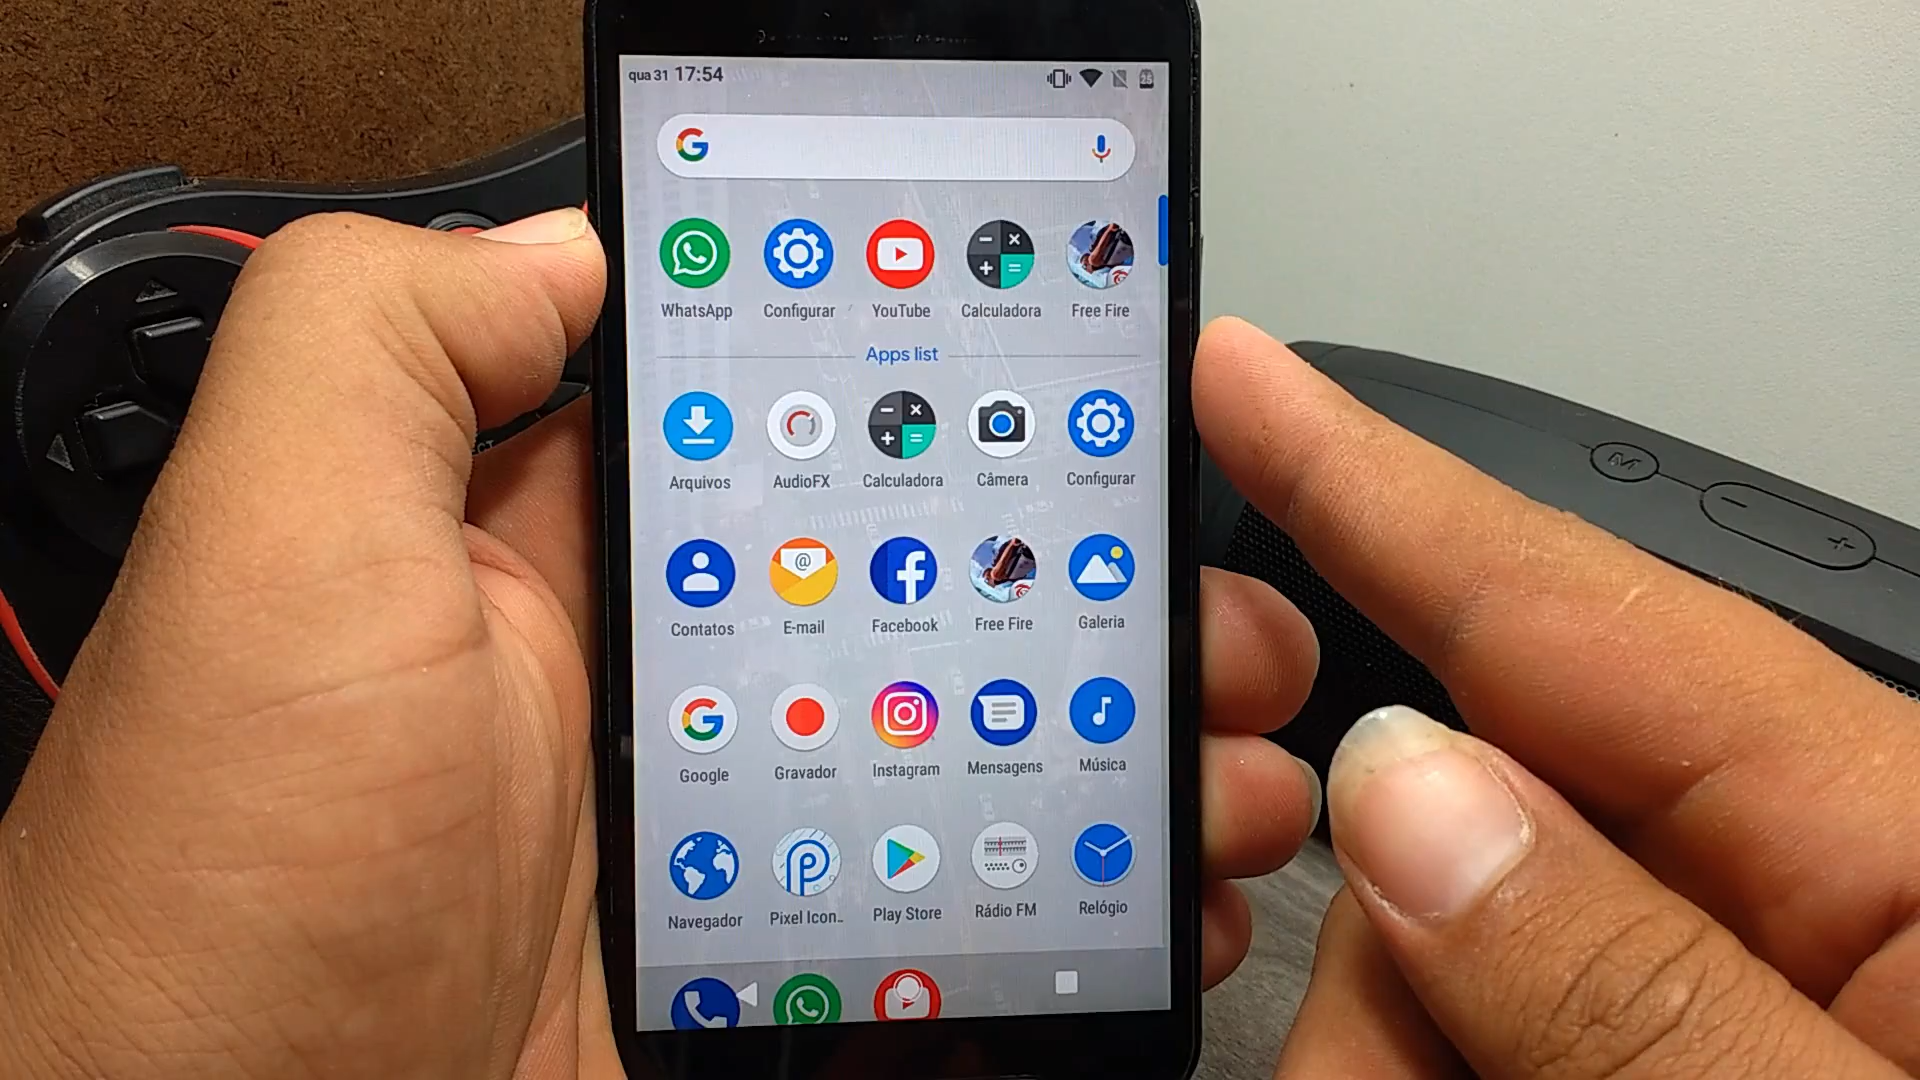 qua 31 17:54
25
WhatsApp Configurar YouTube Calculadora Free Fire
Apps list
Arquivos AudioFX Calculadora Câmera Configurar
Contatos E-mail Facebook Free Fire Galeria
Google Gravador Instagram Mensagens Música
Navegador Pixel Icon.. Play Store Rádio FM Relógio
M